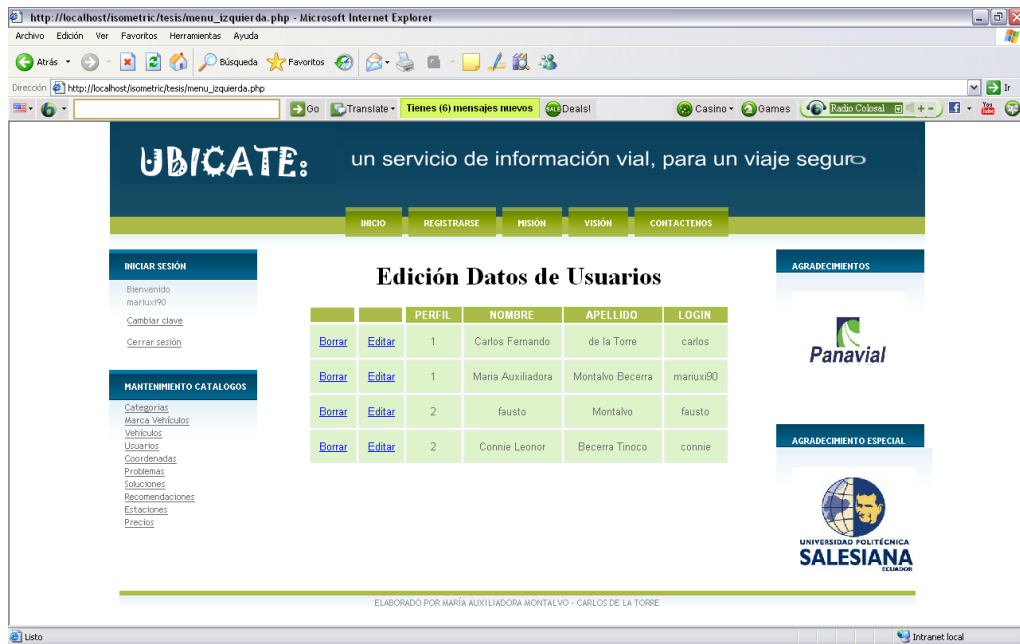 http://localhost/isometric/tesis/menu_izquierda.php - Microsoft Internet Explorer
Archivo Edición Ver Favoritos Herramientas Ayuda
Atrás Búsqueda Favoritos
Dirección http://localhost/isometric/tesis/menu_izquierda.php Ir
Go Translate Tienes (6) mensajes nuevos SALE Deals! Casino Games Radio Colosal You Tube
UBICATE: un servicio de información vial, para un viaje seguro
INICIO REGISTRARSE MISIÓN VISIÓN CONTACTENOS
INICIAR SESIÓN
Bienvenido
mariuxi90
Cambiar clave
Cerrar sesión
MANTENIMIENTO CATALOGOS
Categorias
Marca Vehículos
Vehículos
Usuarios
Coordenadas
Problemas
Soluciones
Recomendaciones
Estaciones
Precios
Edición Datos de Usuarios
PERFIL NOMBRE APELLIDO LOGIN
Borrar Editar 1 Carlos Fernando de la Torre carlos
Borrar Editar 1 Maria Auxiliadora Montalvo Becerra mariuxi90
Borrar Editar 2 fausto Montalvo fausto
Borrar Editar 2 Connie Leonor Becerra Tinoco connie
AGRADECIMIENTOS
Panavial
AGRADECIMIENTO ESPECIAL
UNIVERSIDAD POLITÉCNICA
SALESIANA
ECUADOR
ELABORADO POR MARÍA AUXILIADORA MONTALVO - CARLOS DE LA TORRE
Listo Intranet local